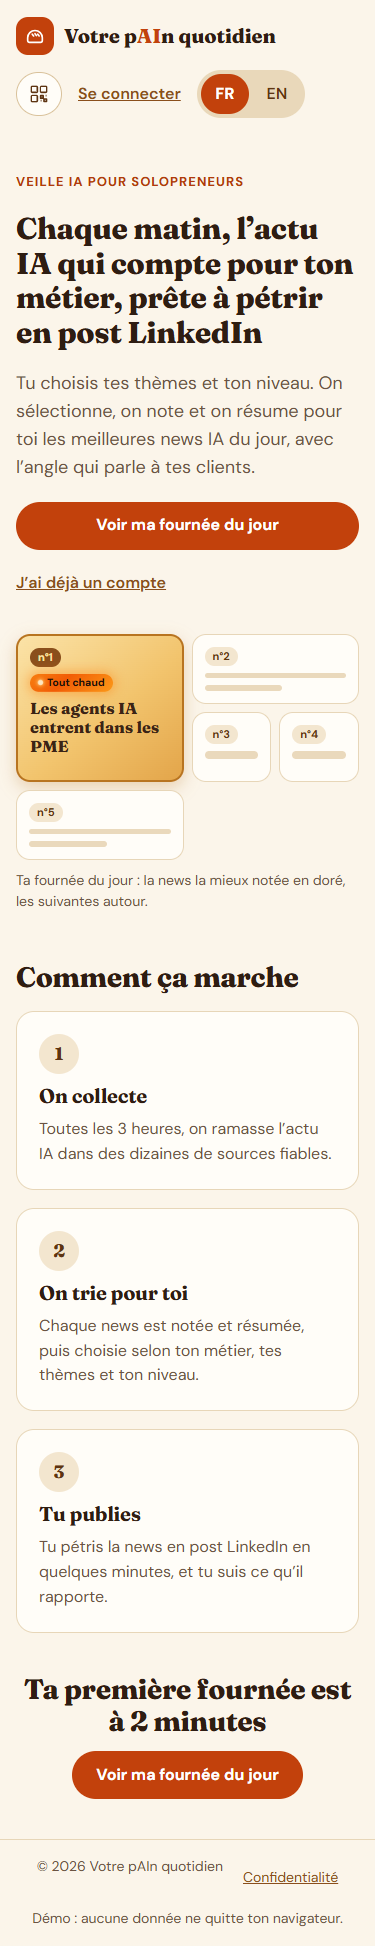 Votre pAIn quotidien
Se connecter
FR
EN
VEILLE IA POUR SOLOPRENEURS
Chaque matin, l’actu
IA qui compte pour ton
métier, prête à pétrir
en post LinkedIn
Tu choisis tes thèmes et ton niveau. On
sélectionne, on note et on résume pour
toi les meilleures news IA du jour, avec
l’angle qui parle à tes clients.
Voir ma fournée du jour
J’ai déjà un compte
n°1
Tout chaud
Les agents IA
entrent dans les
PME
n°2
n°3
n°4
n°5
Ta fournée du jour : la news la mieux notée en doré,
les suivantes autour.
Comment ça marche
1
On collecte
Toutes les 3 heures, on ramasse l’actu
IA dans des dizaines de sources fiables.
2
On trie pour toi
Chaque news est notée et résumée,
puis choisie selon ton métier, tes
thèmes et ton niveau.
3
Tu publies
Tu pétris la news en post LinkedIn en
quelques minutes, et tu suis ce qu’il
rapporte.
Ta première fournée est
à 2 minutes
Voir ma fournée du jour
© 2026 Votre pAIn quotidien
Confidentialité
Démo : aucune donnée ne quitte ton navigateur.